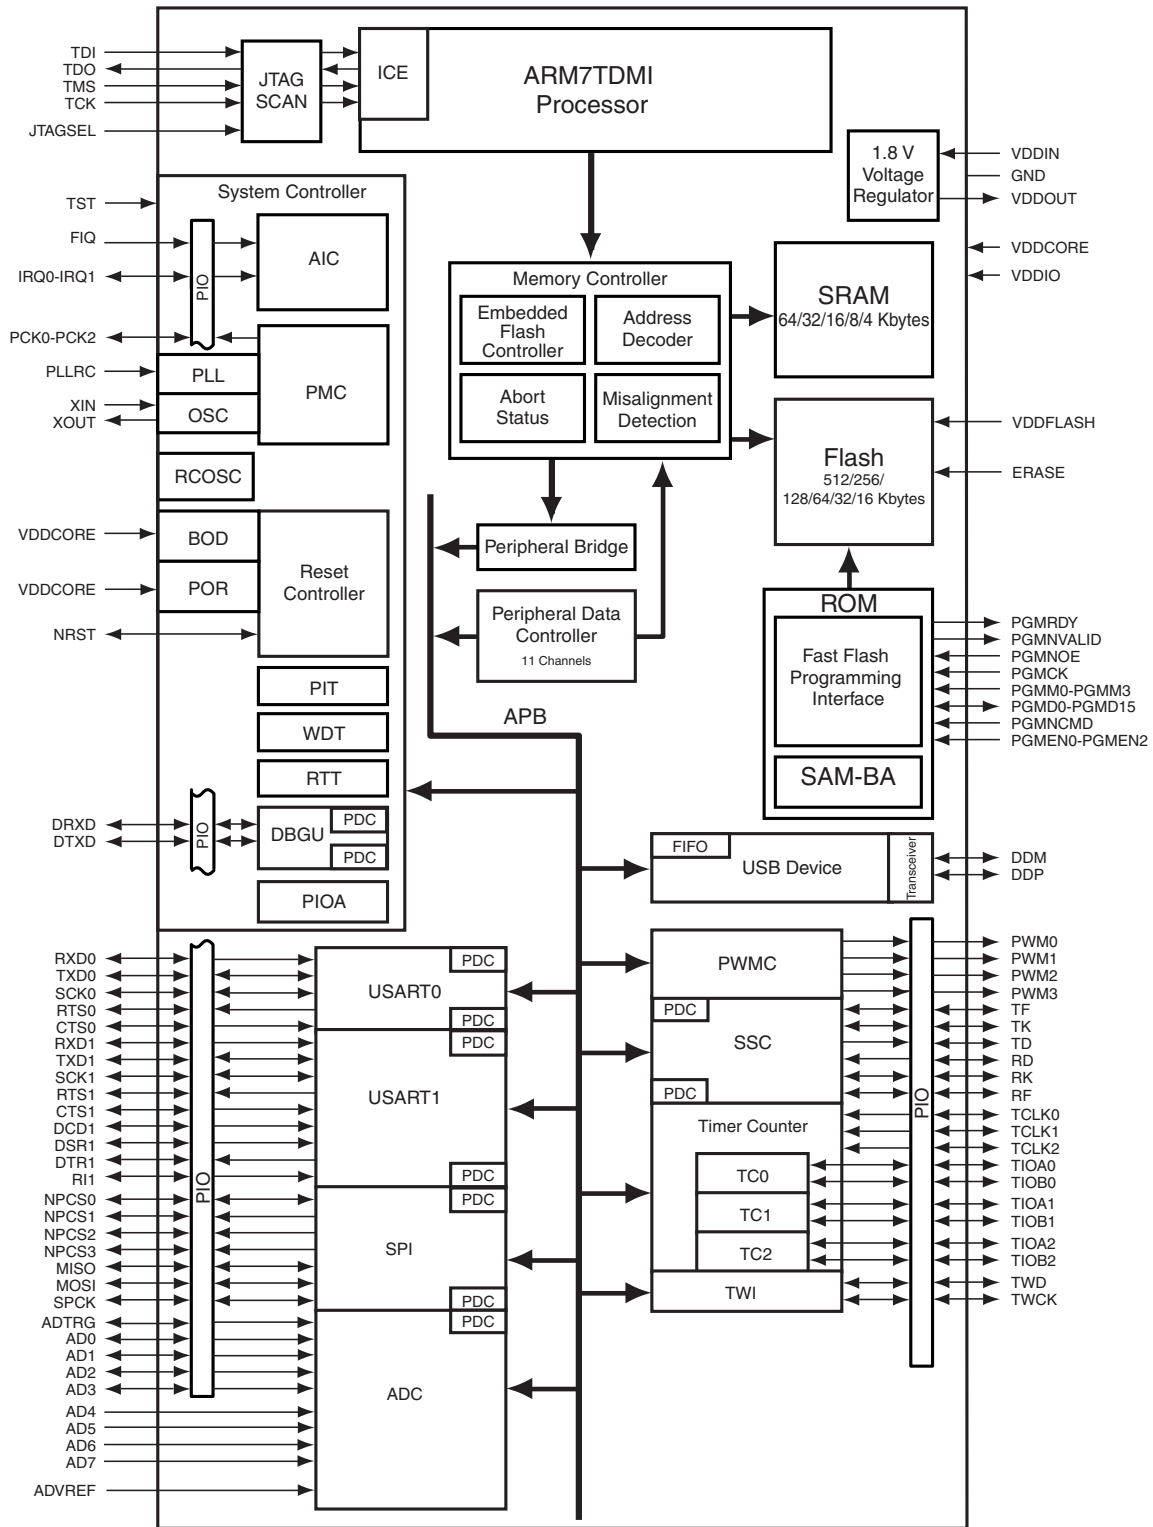 TDI
TDO
TMS
TCK
JTAGSEL
JTAG
SCAN
ICE
ARM7TDMI
Processor
1.8 V
Voltage
Regulator
VDDIN
GND
VDDOUT
VDDCORE
VDDIO
System Controller
TST
FIQ
IRQ0-IRQ1
PCK0-PCK2
PLLRC
XIN
XOUT
PIO
AIC
PMC
PLL
OSC
RCOSC
VDDCORE
VDDCORE
NRST
BOD
POR
Reset
Controller
PIT
WDT
RTT
DRXD
DTXD
PIO
DBGU
PDC
PDC
PIOA
Memory Controller
Embedded
Flash
Controller
Address
Decoder
Abort
Status
Misalignment
Detection
SRAM
64/32/16/8/4 Kbytes
Flash
512/256/
128/64/32/16 Kbytes
VDDFLASH
ERASE
Peripheral Bridge
Peripheral Data
Controller
11 Channels
APB
ROM
Fast Flash
Programming
Interface
SAM-BA
PGMRDY
PGMNVALID
PGMNOE
PGMCK
PGMM0-PGMM3
PGMD0-PGMD15
PGMNCMD
PGMEN0-PGMEN2
FIFO
USB Device
Transceiver
DDM
DDP
RXD0
TXD0
SCK0
RTS0
CTS0
RXD1
TXD1
SCK1
RTS1
CTS1
DCD1
DSR1
DTR1
RI1
NPCS0
NPCS1
NPCS2
NPCS3
MISO
MOSI
SPCK
ADTRG
AD0
AD1
AD2
AD3
AD4
AD5
AD6
AD7
ADVREF
PIO
PDC
USART0
PDC
PDC
USART1
PDC
PDC
SPI
PDC
PDC
ADC
PWMC
PDC
SSC
PDC
Timer Counter
TC0
TC1
TC2
TWI
PIO
PWM0
PWM1
PWM2
PWM3
TF
TK
TD
RD
RK
RF
TCLK0
TCLK1
TCLK2
TIOA0
TIOB0
TIOA1
TIOB1
TIOA2
TIOB2
TWD
TWCK